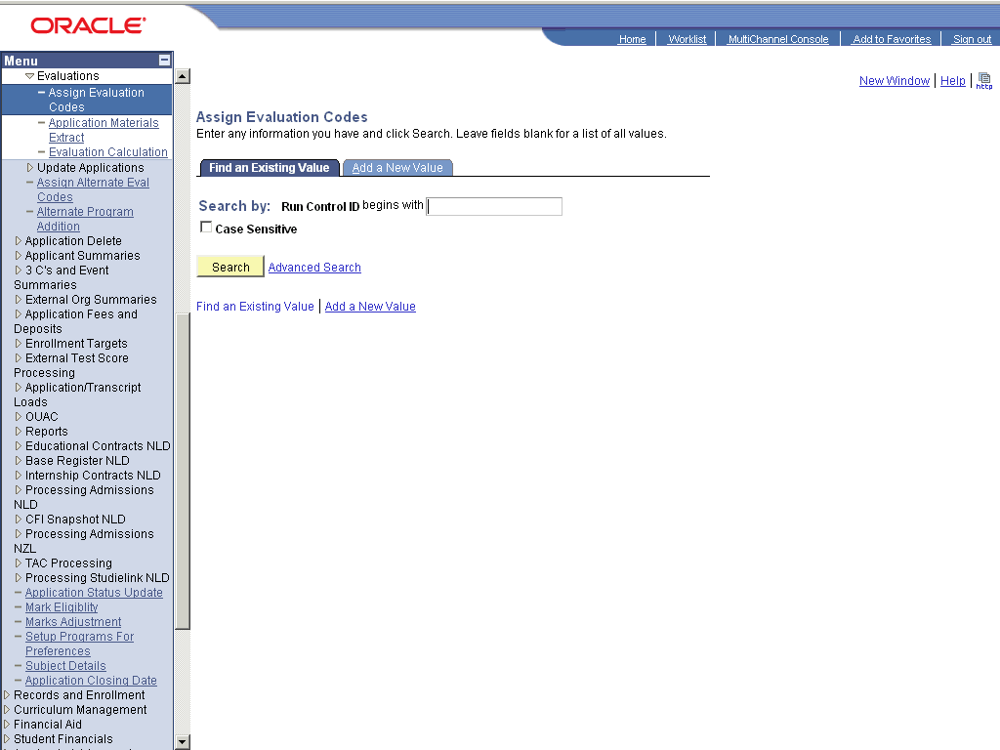 ORACLE
Home
Worklist
MultiChannel Console
Add to Favorites
Sign out
Menu
Evaluations
Assign Evaluation
Codes
Application Materials
Extract
Evaluation Calculation
Update Applications
Assign Alternate Eval
Codes
Alternate Program
Addition
Application Delete
Applicant Summaries
3 C's and Event
Summaries
External Org Summaries
Application Fees and
Deposits
Enrollment Targets
External Test Score
Processing
Application/Transcript
Loads
OUAC
Reports
Educational Contracts NLD
Base Register NLD
Internship Contracts NLD
Processing Admissions
NLD
CFI Snapshot NLD
Processing Admissions
NZL
TAC Processing
Processing Studielink NLD
Application Status Update
Mark Eligiblity
Marks Adjustment
Setup Programs For
Preferences
Subject Details
Application Closing Date
Records and Enrollment
Curriculum Management
Financial Aid
Student Financials
New Window | Help | http
Assign Evaluation Codes
Enter any information you have and click Search. Leave fields blank for a list of all values.
Find an Existing Value
Add a New Value
Search by: Run Control ID begins with
Case Sensitive
Search
Advanced Search
Find an Existing Value | Add a New Value